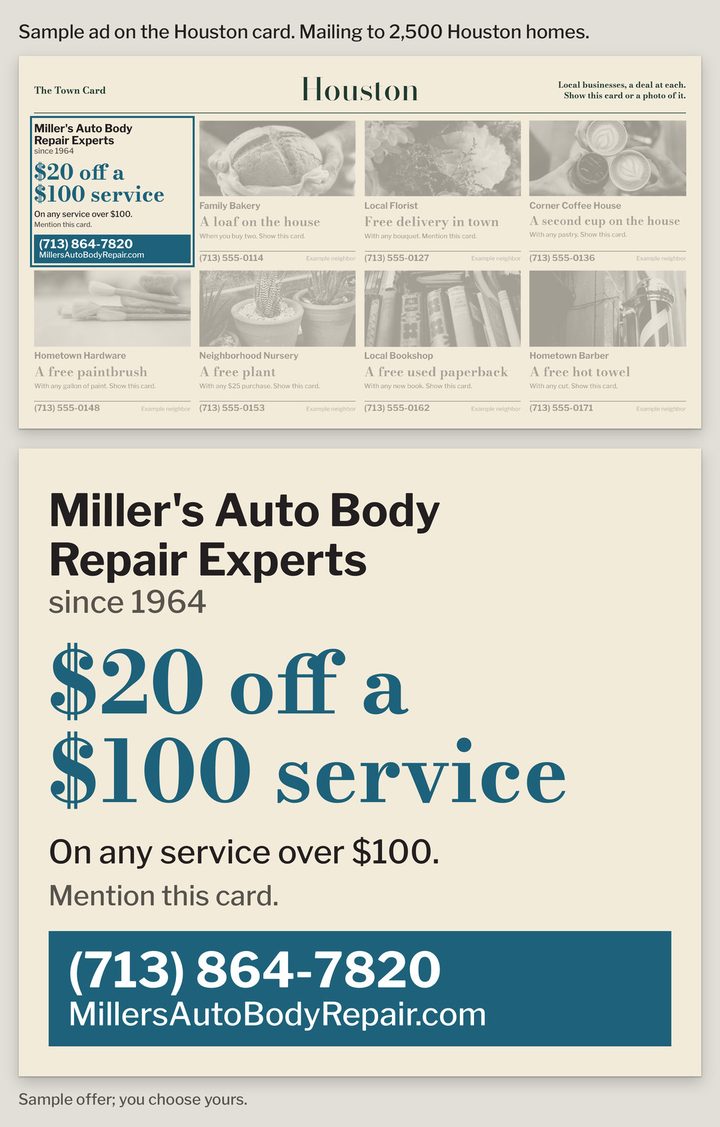 Sample ad on the Houston card. Mailing to 2,500 Houston homes.
The Town Card
Houston
Local businesses, a deal at each.
Show this card or a photo of it.
Miller's Auto Body
Repair Experts
since 1964
$20 off a
$100 service
On any service over $100.
Mention this card.
(713) 864-7820
MillersAutoBodyRepair.com
Family Bakery
A loaf on the house
When you buy two. Show this card.
(713) 555-0114
Example neighbor
Local Florist
Free delivery in town
With any bouquet. Mention this card.
(713) 555-0127
Example neighbor
Corner Coffee House
A second cup on the house
With any pastry. Show this card.
(713) 555-0136
Example neighbor
Hometown Hardware
A free paintbrush
With any gallon of paint. Show this card.
(713) 555-0148
Example neighbor
Neighborhood Nursery
A free plant
With any $25 purchase. Show this card.
(713) 555-0153
Example neighbor
Local Bookshop
A free used paperback
With any new book. Show this card.
(713) 555-0162
Example neighbor
Hometown Barber
A free hot towel
With any cut. Show this card.
(713) 555-0171
Example neighbor
Miller's Auto Body
Repair Experts
since 1964
$20 off a
$100 service
On any service over $100.
Mention this card.
(713) 864-7820
MillersAutoBodyRepair.com
Sample offer; you choose yours.